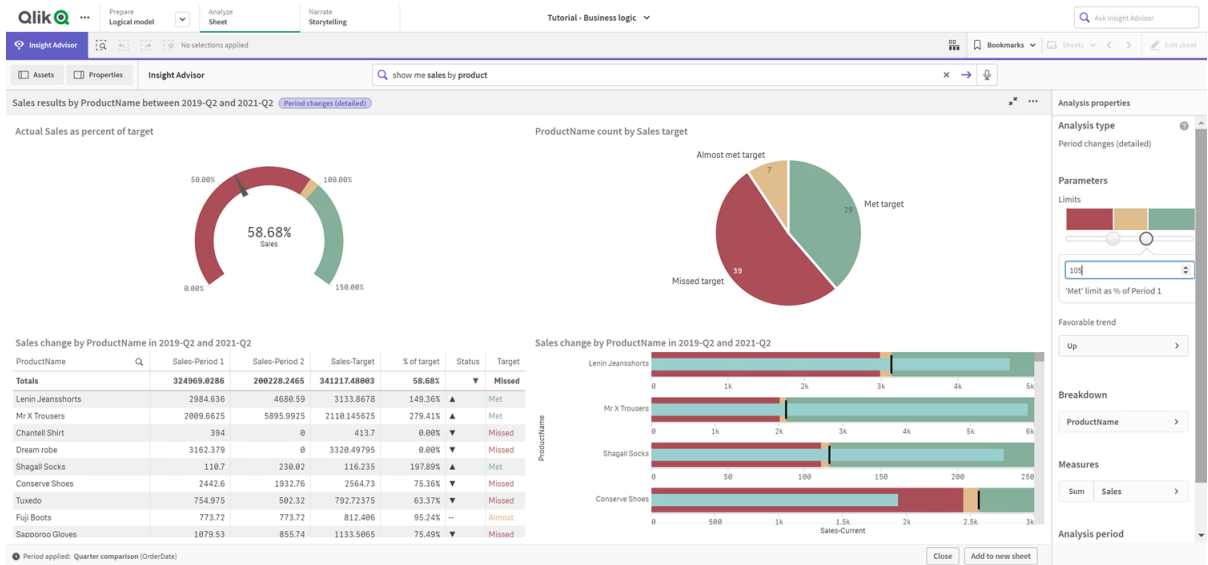 Qlik
Prepare
Logical model
Analyze
Sheet
Narrate
Storytelling
Tutorial - Business logic
Ask Insight Advisor
Insight Advisor
No selections applied
Bookmarks
Sheets
Edit sheet
Assets
Properties
Insight Advisor
show me sales by product
Sales results by ProductName between 2019-Q2 and 2021-Q2
Period changes (detailed)
Analysis properties
Actual Sales as percent of target
0.00%
50.00%
100.00%
150.00%
58.68%
Sales
ProductName count by Sales target
Almost met target
7
Met target
29
Missed target
39
Analysis type
Period changes (detailed)
Parameters
Limits
105
'Met' limit as % of Period 1
Favorable trend
Up
Breakdown
ProductName
Measures
Sum Sales
Analysis period
Sales change by ProductName in 2019-Q2 and 2021-Q2
ProductName Sales-Period 1 Sales-Period 2 Sales-Target % of target Status Target
Totals 324969.0286 200228.2465 341217.48003 58.68% ▼ Missed
Lenin Jeansshorts 2984.636 4680.59 3133.8678 149.36% ▲ Met
Mr X Trousers 2009.6625 5895.9925 2110.145625 279.41% ▲ Met
Chantell Shirt 394 0 413.7 0.00% ▼ Missed
Dream robe 3162.379 0 3320.49795 0.00% ▼ Missed
Shagall Socks 110.7 230.02 116.235 197.89% ▲ Met
Conserve Shoes 2442.6 1932.76 2564.73 75.36% ▼ Missed
Tuxedo 754.975 502.32 792.72375 63.37% ▼ Missed
Fuji Boots 773.72 773.72 812.406 95.24% -- Almost
Sapporoo Gloves 1079.53 855.74 1133.5065 75.49% ▼ Missed
Sales change by ProductName in 2019-Q2 and 2021-Q2
ProductName
Lenin Jeansshorts
0 1k 2k 3k 4k 5k
Mr X Trousers
0 1k 2k 3k 4k 5k 6k
Shagall Socks
0 50 100 150 200 250
Conserve Shoes
0 500 1k 1.5k 2k 2.5k 3k
Sales-Current
Period applied: Quarter comparison (OrderDate)
Close
Add to new sheet